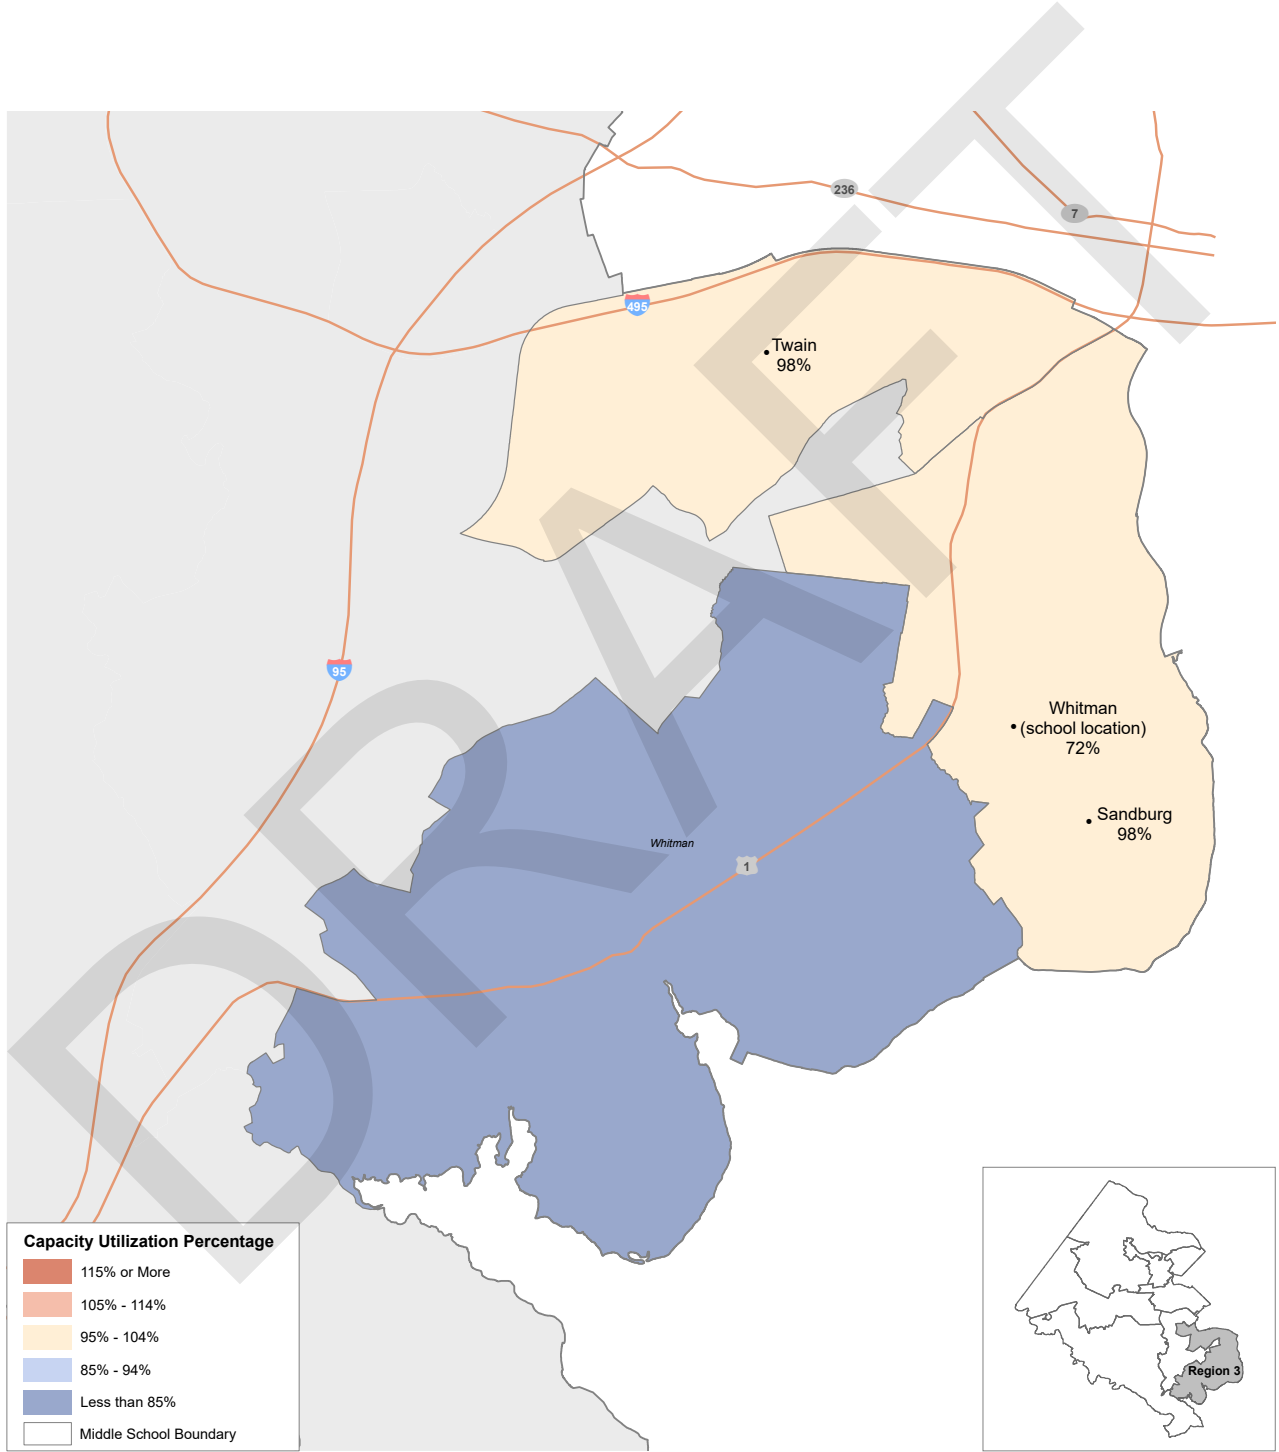 236
7
495
Twain
98%
95
Whitman
(school location)
72%
Sandburg
98%
Whitman
1
DRAFT
Capacity Utilization Percentage
115% or More
105% - 114%
95% - 104%
85% - 94%
Less than 85%
Middle School Boundary
Region 3